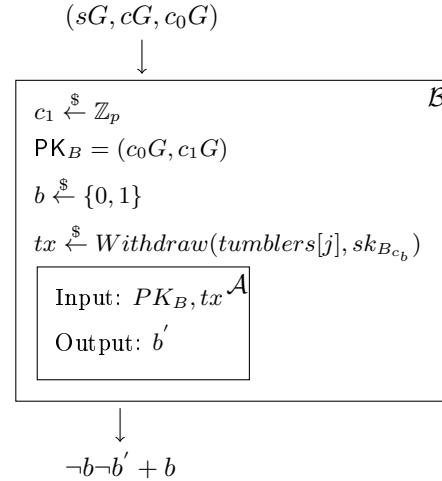 (sG, cG, c₀G)
ℬ
c₁ ←$ ℤₚ
PK_B = (c₀G, c₁G)
b ←$ {0, 1}
tx ←$ Withdraw(tumblers[j], sk_{B_{c_b}})
𝒜
Input: PK_B, tx
Output: b′
¬b¬b′ + b